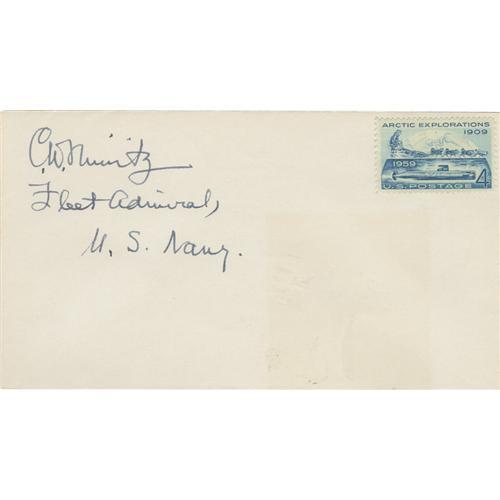 C.W. Nimitz
Fleet Admiral,
U. S. Navy.
ARCTIC EXPLORATIONS
1909
1959
U.S. POSTAGE 4¢